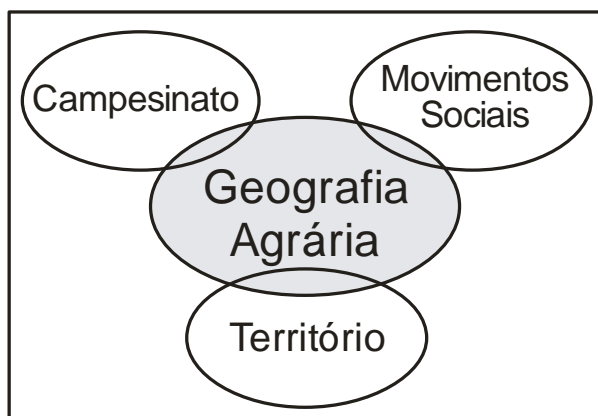 Campesinato
Movimentos
Sociais
Geografia
Agrária
Território